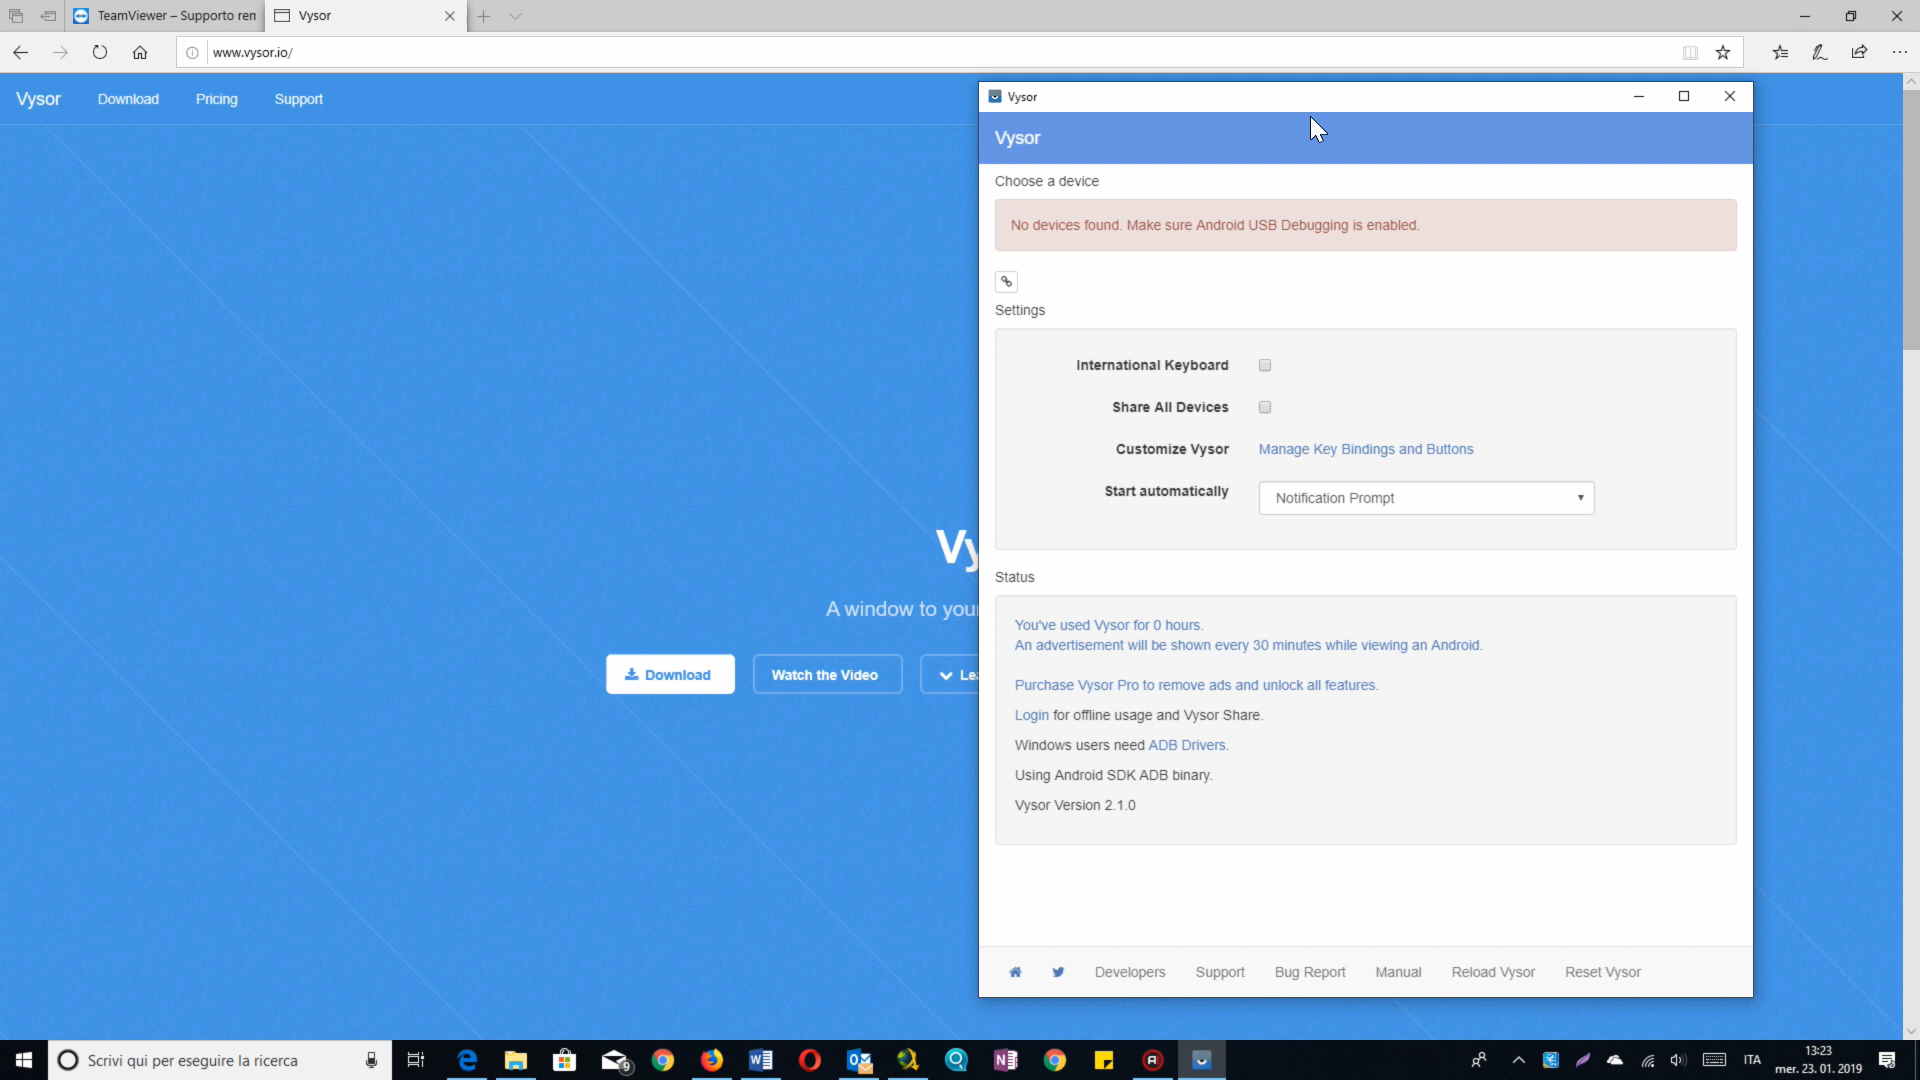 TeamViewer – Supporto rem
Vysor
www.vysor.io/
Vysor
Download
Pricing
Support
Vy
A window to your
Download
Watch the Video
Lea
Vysor
Vysor
Choose a device
No devices found. Make sure Android USB Debugging is enabled.
Settings
International Keyboard
Share All Devices
Customize Vysor Manage Key Bindings and Buttons
Start automatically Notification Prompt
Status
You've used Vysor for 0 hours.
An advertisement will be shown every 30 minutes while viewing an Android.
Purchase Vysor Pro to remove ads and unlock all features.
Login for offline usage and Vysor Share.
Windows users need ADB Drivers.
Using Android SDK ADB binary.
Vysor Version 2.1.0
Developers Support Bug Report Manual Reload Vysor Reset Vysor
Scrivi qui per eseguire la ricerca
9
ITA
13:23
mer. 23. 01. 2019